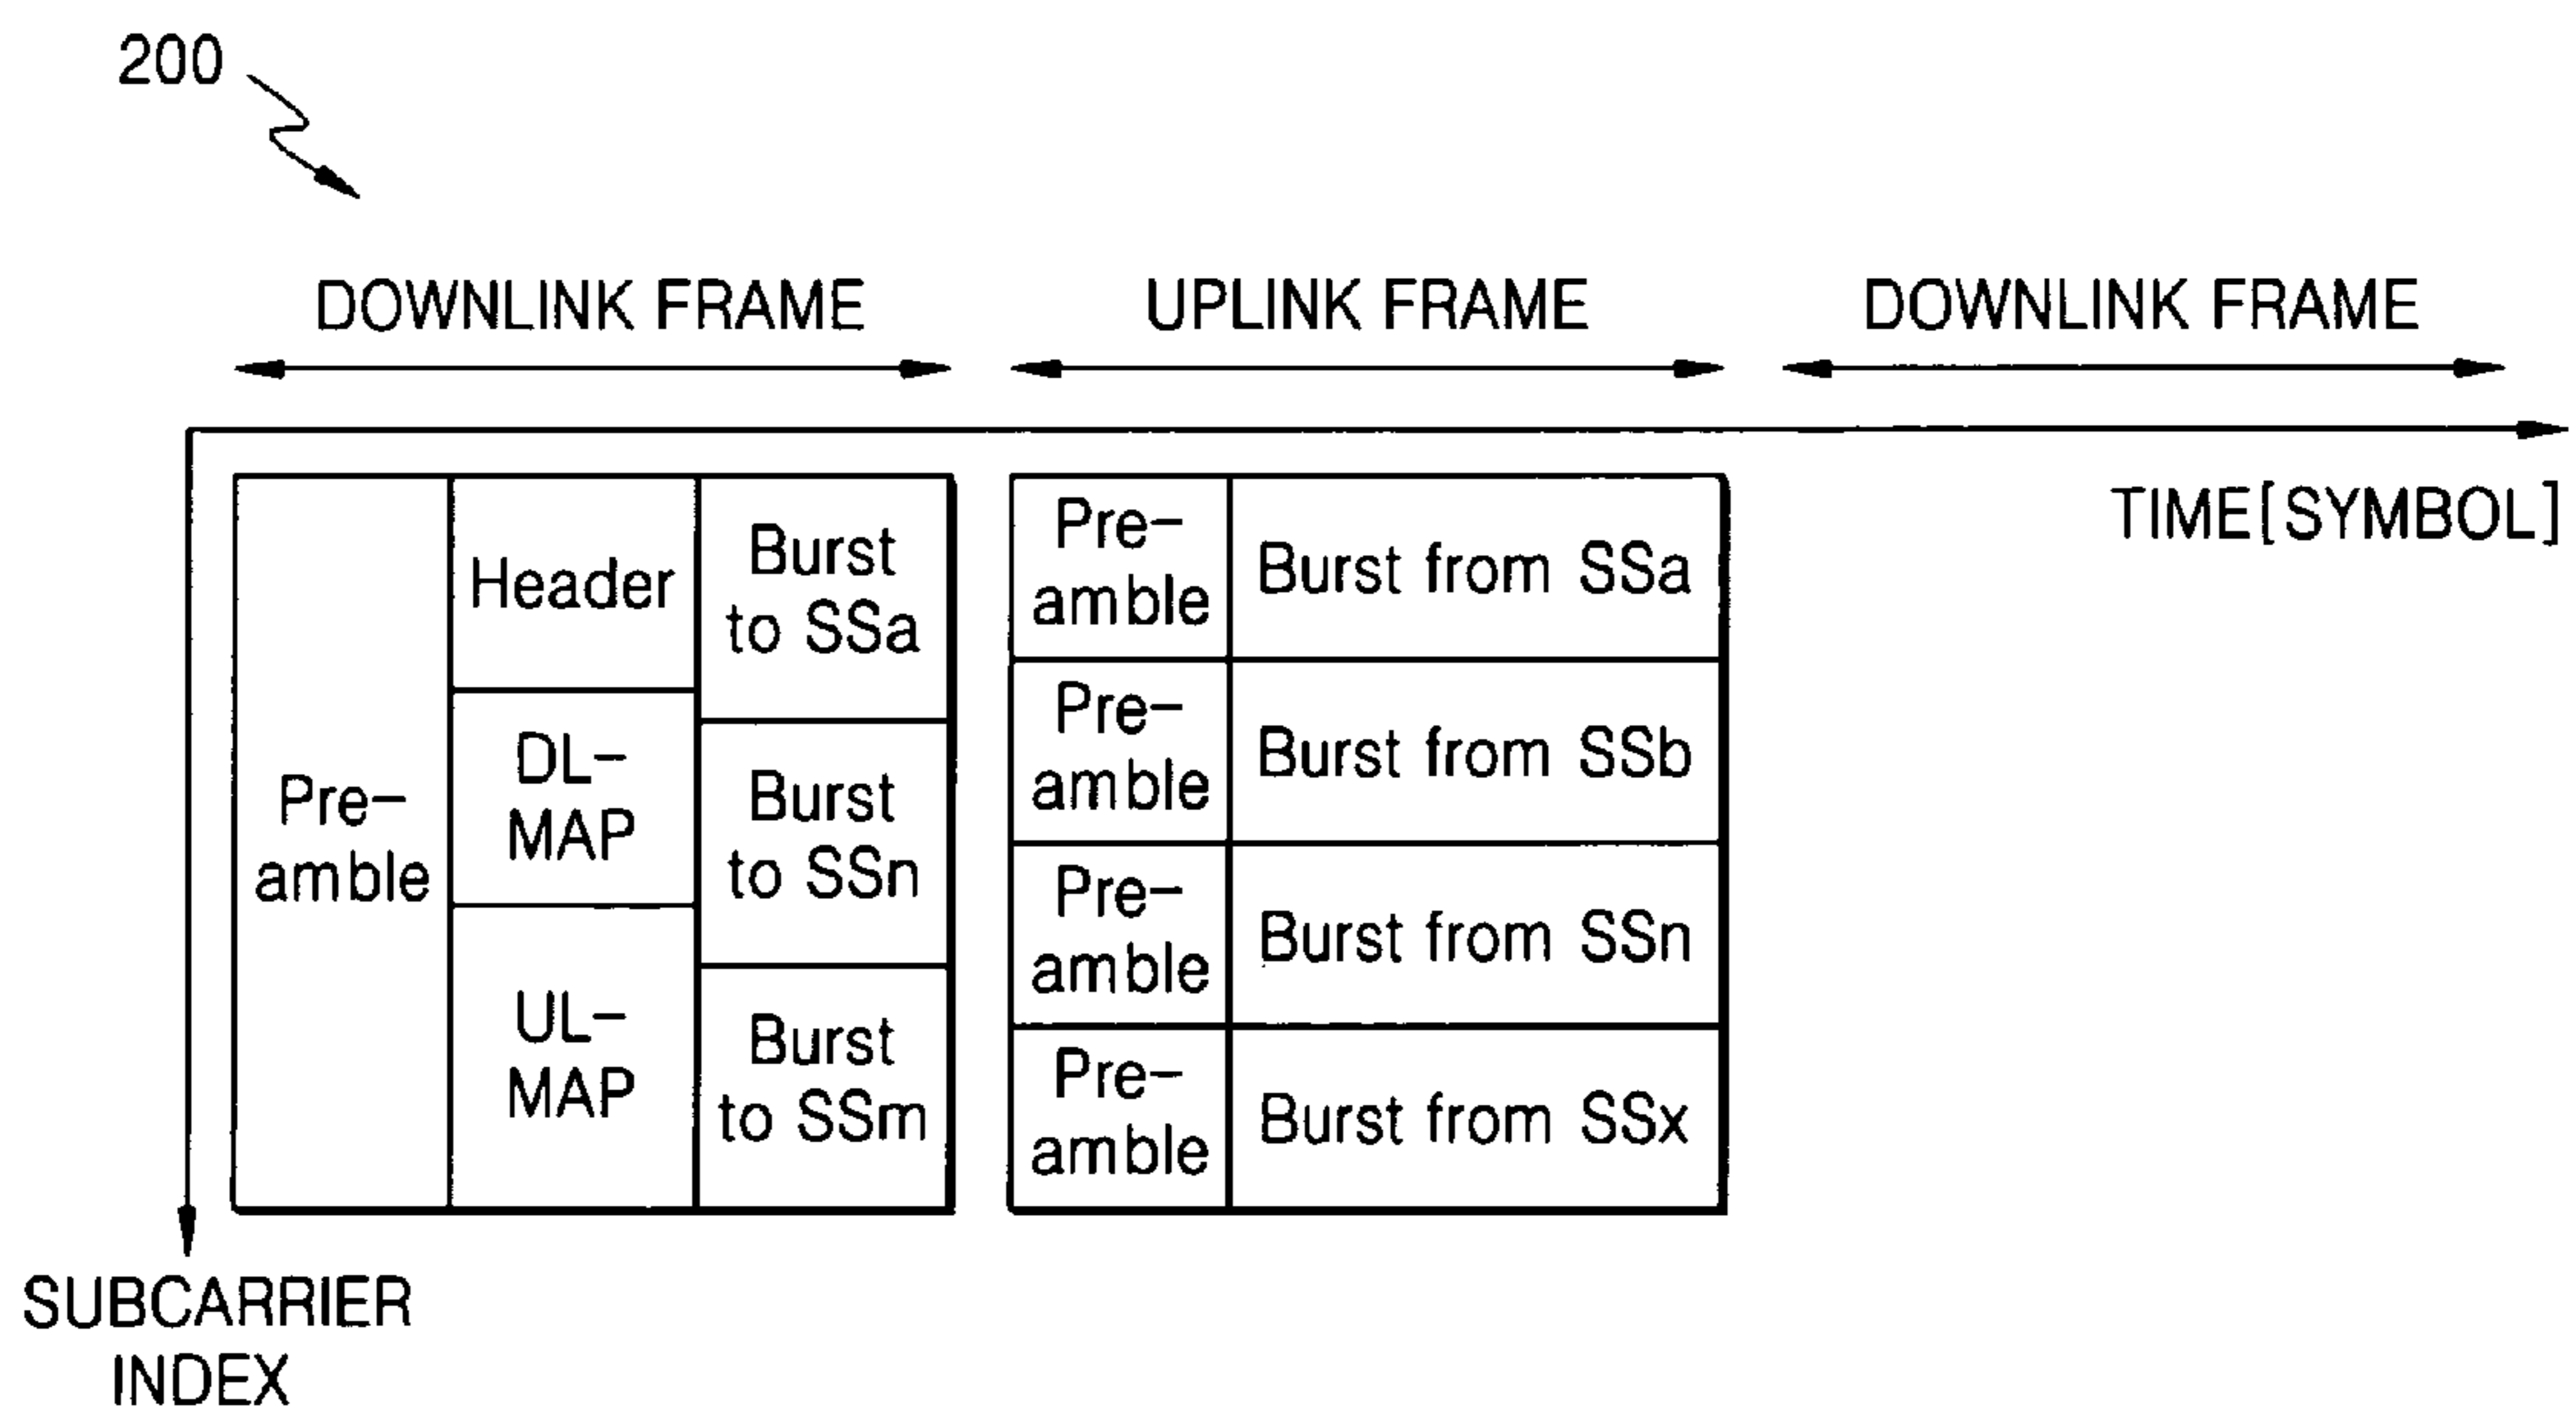 200
DOWNLINK FRAME
UPLINK FRAME
DOWNLINK FRAME
TIME[SYMBOL]
Pre-
amble
Header
DL-
MAP
UL-
MAP
Burst
to SSa
Burst
to SSn
Burst
to SSm
Pre-
amble
Burst from SSa
Pre-
amble
Burst from SSb
Pre-
amble
Burst from SSn
Pre-
amble
Burst from SSx
SUBCARRIER
INDEX